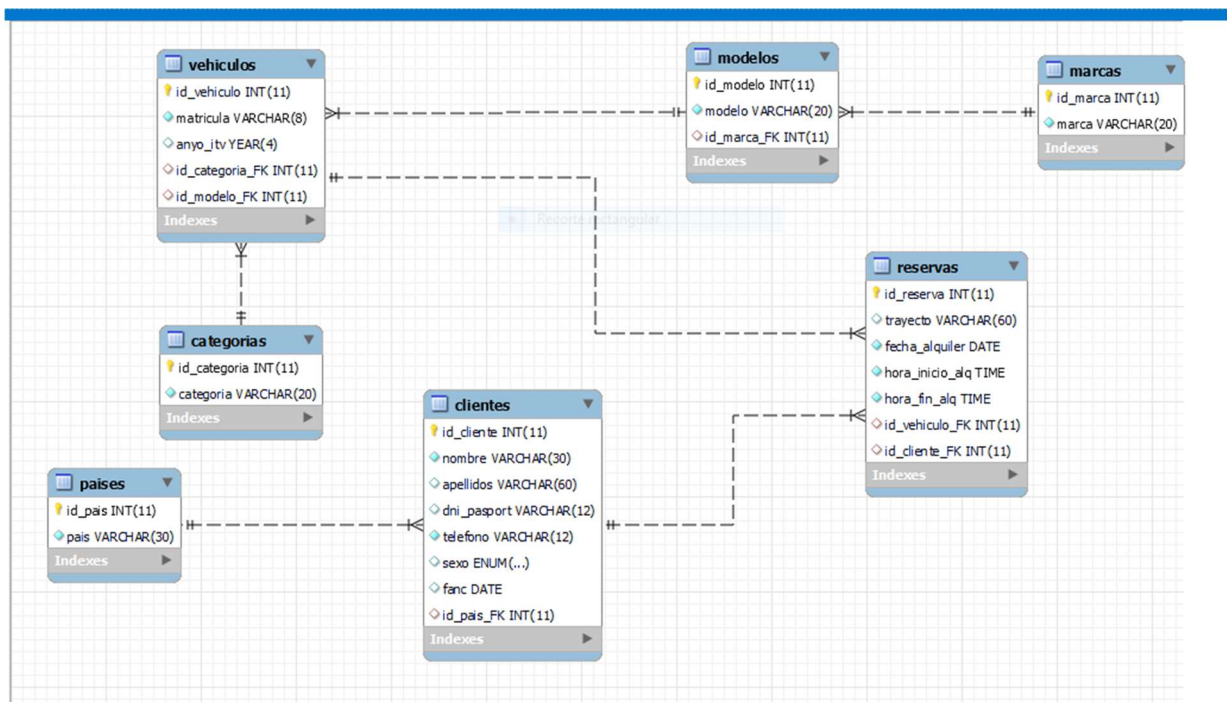 vehiculos
id_vehiculo INT(11)
matricula VARCHAR(8)
anyo_itv YEAR(4)
id_categoria_FK INT(11)
id_modelo_FK INT(11)
Indexes
modelos
id_modelo INT(11)
modelo VARCHAR(20)
id_marca_FK INT(11)
Indexes
marcas
id_marca INT(11)
marca VARCHAR(20)
Indexes
Recorte rectangular
reservas
id_reserva INT(11)
trayecto VARCHAR(60)
fecha_alquiler DATE
hora_inicio_alq TIME
hora_fin_alq TIME
id_vehiculo_FK INT(11)
id_cliente_FK INT(11)
Indexes
categorias
id_categoria INT(11)
categoria VARCHAR(20)
Indexes
clientes
id_cliente INT(11)
nombre VARCHAR(30)
apellidos VARCHAR(60)
dni_pasport VARCHAR(12)
telefono VARCHAR(12)
sexo ENUM(...)
fanc DATE
id_pais_FK INT(11)
Indexes
paises
id_pais INT(11)
pais VARCHAR(30)
Indexes